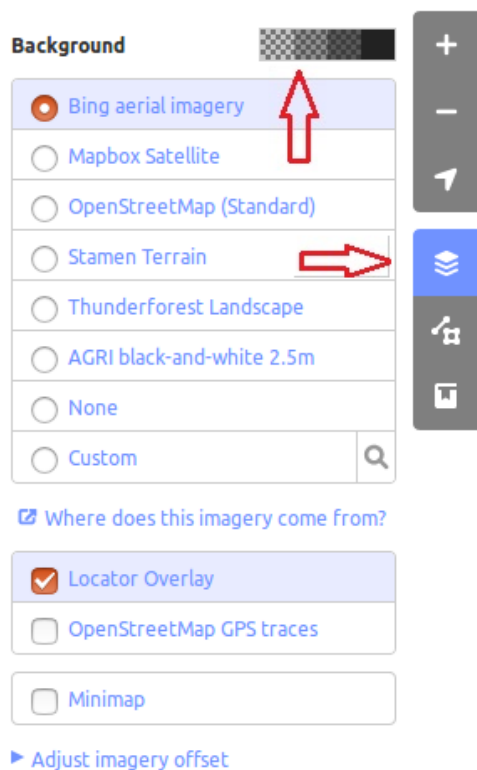 Background
Bing aerial imagery
Mapbox Satellite
OpenStreetMap (Standard)
Stamen Terrain
Thunderforest Landscape
AGRI black-and-white 2.5m
None
Custom
Where does this imagery come from?
Locator Overlay
OpenStreetMap GPS traces
Minimap
Adjust imagery offset